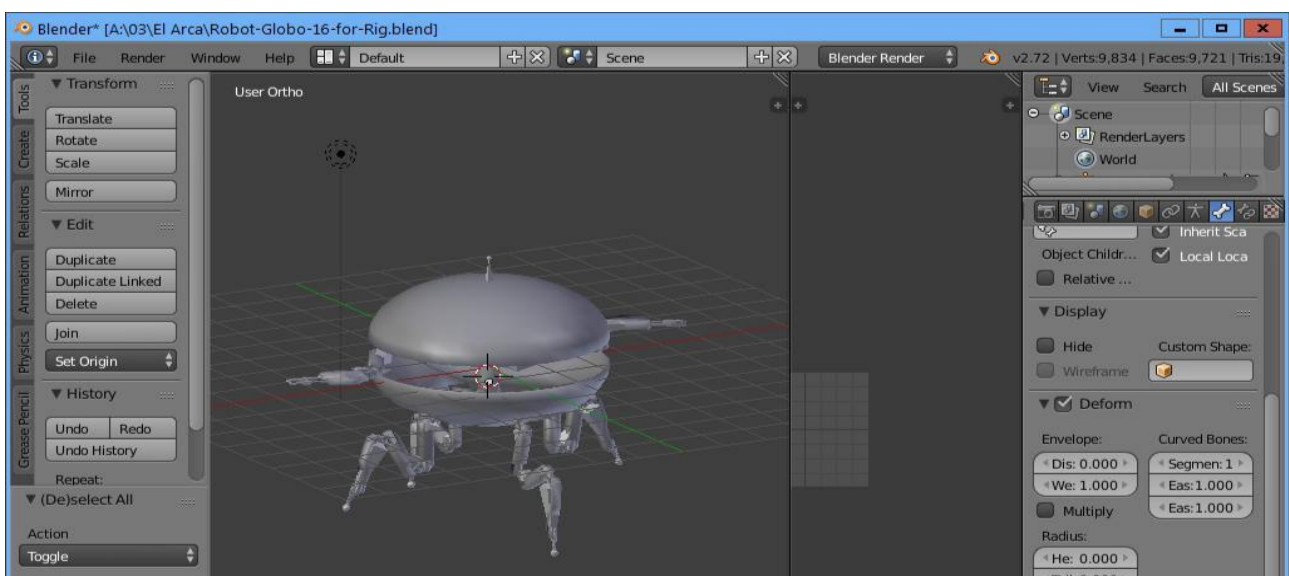 Blender* [A:\03\El Arca\Robot-Globo-16-for-Rig.blend]
File Render Window Help Default Scene Blender Render v2.72 | Verts:9,834 | Faces:9,721 | Tris:19,
Tools
Create
Relations
Animation
Physics
Grease Pencil
Transform
Translate
Rotate
Scale
Mirror
Edit
Duplicate
Duplicate Linked
Delete
Join
Set Origin
History
Undo Redo
Undo History
Repeat:
(De)select All
Action
Toggle
User Ortho
View Search All Scenes
Scene
RenderLayers
World
Inherit Sca
Object Childr... Local Loca
Relative ...
Display
Hide Custom Shape:
Wireframe
Deform
Envelope: Curved Bones:
Dis: 0.000 Segmen: 1
We: 1.000 Eas: 1.000
Multiply Eas: 1.000
Radius:
He: 0.000